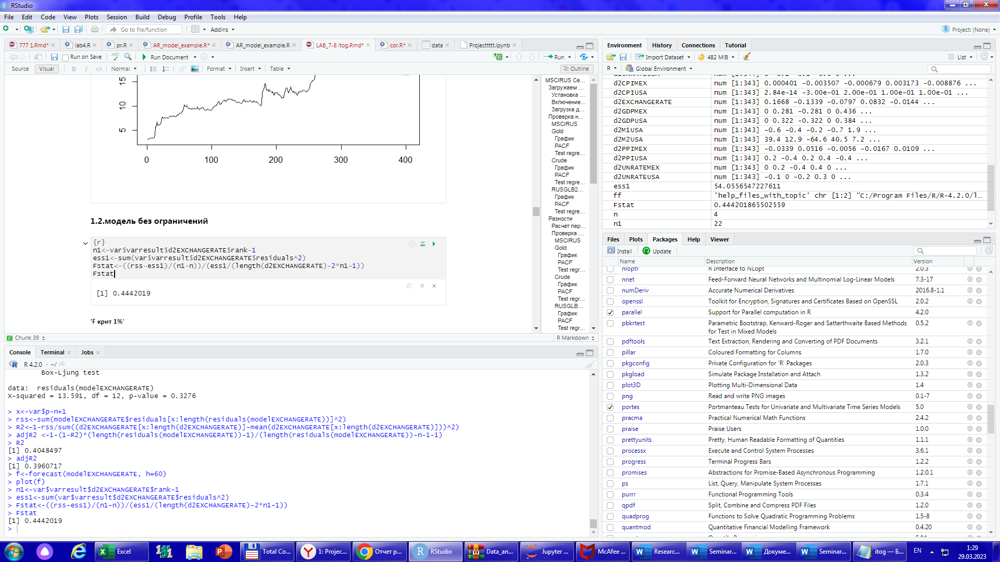 RStudio
File Edit Code View Plots Session Build Debug Profile Tools Help
Go to file/function Addins Project: (None)
777 1.Rmd* lab4.R pr.R AR_model_example.R* AR_model_example.R LAB_7-8 itog.Rmd* cor.R* data Projecttttt.ipynb
Run on Save ABC Run Document Run
Source Visual B I Normal Format Insert Table Outline
15
10
5
0 100 200 300 400
1.2.модель без ограничений
{r}
n1<-var$varresult$d2EXCHANGERATE$rank-1
ess1<-sum(var$varresult$d2EXCHANGERATE$residuals^2)
Fstat<-((rss-ess1)/(n1-n))/(ess1/(length(d2EXCHANGERATE)-2*n1-1))
Fstat
[1] 0.4442019
'F крит 1%'
Chunk 39 R Markdown
MSCIRUS Ce...
Загружаем ...
Установка ...
Включение...
Загрузка д...
Проверка н...
MSCIRUS
Gold
График
PACF
Test regre...
Crude
График
PACF
Test regre...
RUSGLB2...
График
PACF
Test regre...
Разности
Расчет пер...
Проверка ...
MSCIRUS
Gold
График
PACF
Test regr...
Crude
График
PACF
Test regr...
RUSGLB...
График
PACF
Test regr...
Console Terminal Jobs
R 4.2.0 · ~/
Box-Ljung test
data: residuals(modelEXCHANGERATE)
X-squared = 13.591, df = 12, p-value = 0.3276
> x<-var$p-n+1
> rss<-sum(modelEXCHANGERATE$residuals[x:length(residuals(modelEXCHANGERATE))]^2)
> R2<-1-rss/sum((d2EXCHANGERATE[x:length(d2EXCHANGERATE)]-mean(d2EXCHANGERATE[x:length(d2EXCHANGERATE)]))^2)
> adjR2 <-1-(1-R2)*(length(residuals(modelEXCHANGERATE))-1)/(length(residuals(modelEXCHANGERATE))-n-1-1)
> R2
[1] 0.4048497
> adjR2
[1] 0.3960717
> f<-forecast(modelEXCHANGERATE, h=60)
> plot(f)
> n1<-var$varresult$d2EXCHANGERATE$rank-1
> ess1<-sum(var$varresult$d2EXCHANGERATE$residuals^2)
> Fstat<-((rss-ess1)/(n1-n))/(ess1/(length(d2EXCHANGERATE)-2*n1-1))
> Fstat
[1] 0.4442019
>
Environment History Connections Tutorial
Import Dataset 482 MiB List
R Global Environment
d2CPIMEX num [1:343] 0.000401 -0.003507 -0.000679 0.003173 -0.008876 ...
d2CPIUSA num [1:343] 2.84e-14 -3.00e-01 2.00e-01 1.00e-01 1.00e-01 ...
d2EXCHANGERATE num [1:343] 0.1668 -0.1339 -0.0797 0.0832 -0.0144 ...
d2GDPMEX num [1:343] 0 0.281 -0.281 0 0.436 ...
d2GDPUSA num [1:343] 0 0.322 -0.322 0 0.384 ...
d2M1USA num [1:343] -0.6 -0.4 -0.2 -0.7 1.9 ...
d2M2USA num [1:343] 39.4 12.9 -64.6 40.5 7.2 ...
d2PPIMEX num [1:343] -0.0339 0.0516 -0.0056 -0.0167 0.0109 ...
d2PPIUSA num [1:343] 0.2 -0.4 0.2 0.4 -0.4 ...
d2UNRATEMEX num [1:343] 0 0.2 -0.4 0.4 0 ...
d2UNRATEUSA num [1:343] -0.1 0 -0.2 0.3 0 ...
ess1 54.0556547227611
ff 'help_files_with_topic' chr [1:2] "C:/Program Files/R/R-4.2.0/l...
Fstat 0.444201865502559
n 4
n1 22
Files Plots Packages Help Viewer
Install Update
Name Description Version
nloptr R Interface to NLopt 2.0.3
nnet Feed-Forward Neural Networks and Multinomial Log-Linear Models 7.3-17
numDeriv Accurate Numerical Derivatives 2016.8-1.1
openssl Toolkit for Encryption, Signatures and Certificates Based on OpenSSL 2.0.2
parallel Support for Parallel computation in R 4.2.0
pbkrtest Parametric Bootstrap, Kenward-Roger and Satterthwaite Based Methods 0.5.2
for Test in Mixed Models
pdftools Text Extraction, Rendering and Converting of PDF Documents 3.2.1
pillar Coloured Formatting for Columns 1.7.0
pkgconfig Private Configuration for 'R' Packages 2.0.3
pkgload Simulate Package Installation and Attach 1.3.2
plot3D Plotting Multi-Dimensional Data 1.4
png Read and write PNG images 0.1-7
portes Portmanteau Tests for Univariate and Multivariate Time Series Models 5.0
pracma Practical Numerical Math Functions 2.4.2
praise Praise Users 1.0.0
prettyunits Pretty, Human Readable Formatting of Quantities 1.1.1
processx Execute and Control System Processes 3.6.1
progress Terminal Progress Bars 1.2.2
promises Abstractions for Promise-Based Asynchronous Programming 1.2.0.1
ps List, Query, Manipulate System Processes 1.7.1
purrr Functional Programming Tools 0.3.4
qpdf Split, Combine and Compress PDF Files 1.2.0
quadprog Functions to Solve Quadratic Programming Problems 1.5-8
quantmod Quantitative Financial Modelling Framework 0.4.20
Excel Total Co... 1: Projec... Отчет р... RStudio Data_an... Jupyter ... McAfee ... Researc... Seminar... Докуме... Seminar... itog — Б... EN 1:29
29.03.2023